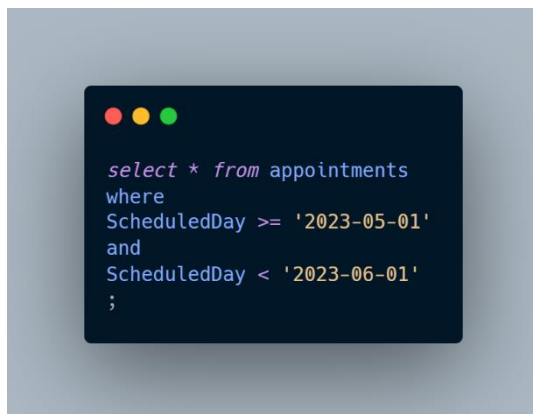 select * from appointments
where
ScheduledDay >= '2023-05-01'
and
ScheduledDay < '2023-06-01'
;